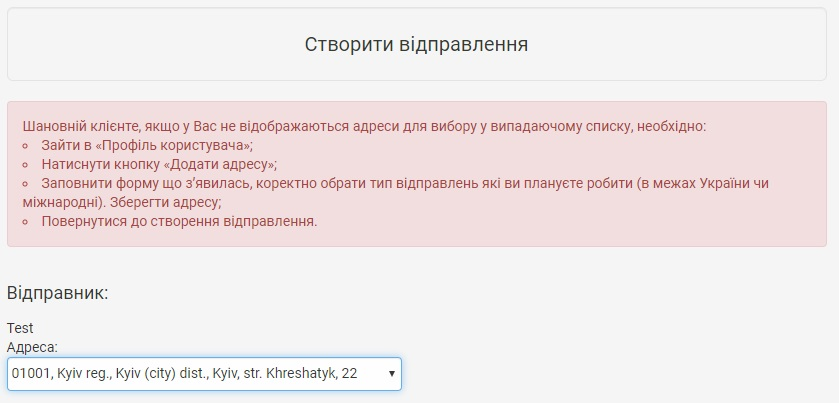 Створити відправлення
Шановній клієнте, якщо у Вас не відображаються адреси для вибору у випадаючому списку, необхідно:
Зайти в «Профіль користувача»;
Натиснути кнопку «Додати адресу»;
Заповнити форму що з’явилась, коректно обрати тип відправлень які ви плануєте робити (в межах України чи
міжнародні). Зберегти адресу;
Повернутися до створення відправлення.
Відправник:
Test
Адреса:
01001, Kyiv reg., Kyiv (city) dist., Kyiv, str. Khreshatyk, 22